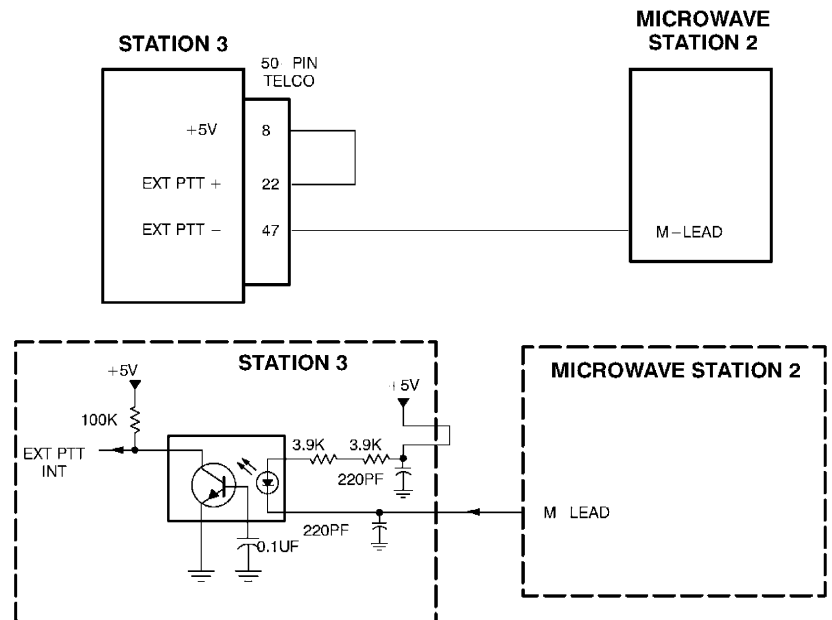 STATION 3
MICROWAVE
STATION 2
50 PIN
TELCO
+5V
8
EXT PTT +
22
EXT PTT −
47
M−LEAD
STATION 3
MICROWAVE STATION 2
+5V
+5V
100K
3.9K
3.9K
EXT PTT
INT
220PF
220PF
M LEAD
0.1UF